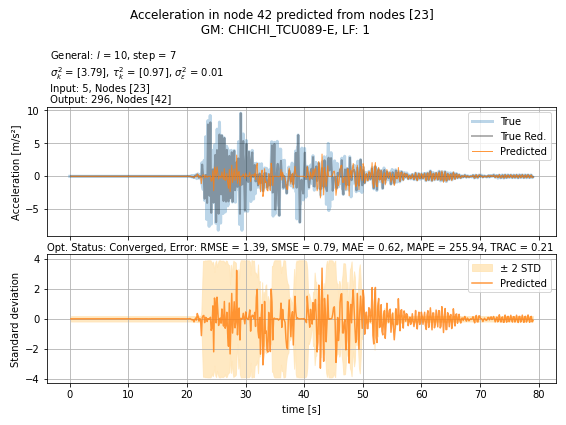 Acceleration in node 42 predicted from nodes [23]
GM: CHICHI_TCU089-E, LF: 1
General: l = 10, step = 7
σ²ₖ = [3.79], τ²ₖ = [0.97], σ²ε = 0.01
Input: 5, Nodes [23]
Output: 296, Nodes [42]
Acceleration [m/s²]
10
5
0
−5
True
True Red.
Predicted
Opt. Status: Converged, Error: RMSE = 1.39, SMSE = 0.79, MAE = 0.62, MAPE = 255.94, TRAC = 0.21
Standard deviation
4
2
0
−2
−4
± 2 STD
Predicted
0 10 20 30 40 50 60 70 80
time [s]